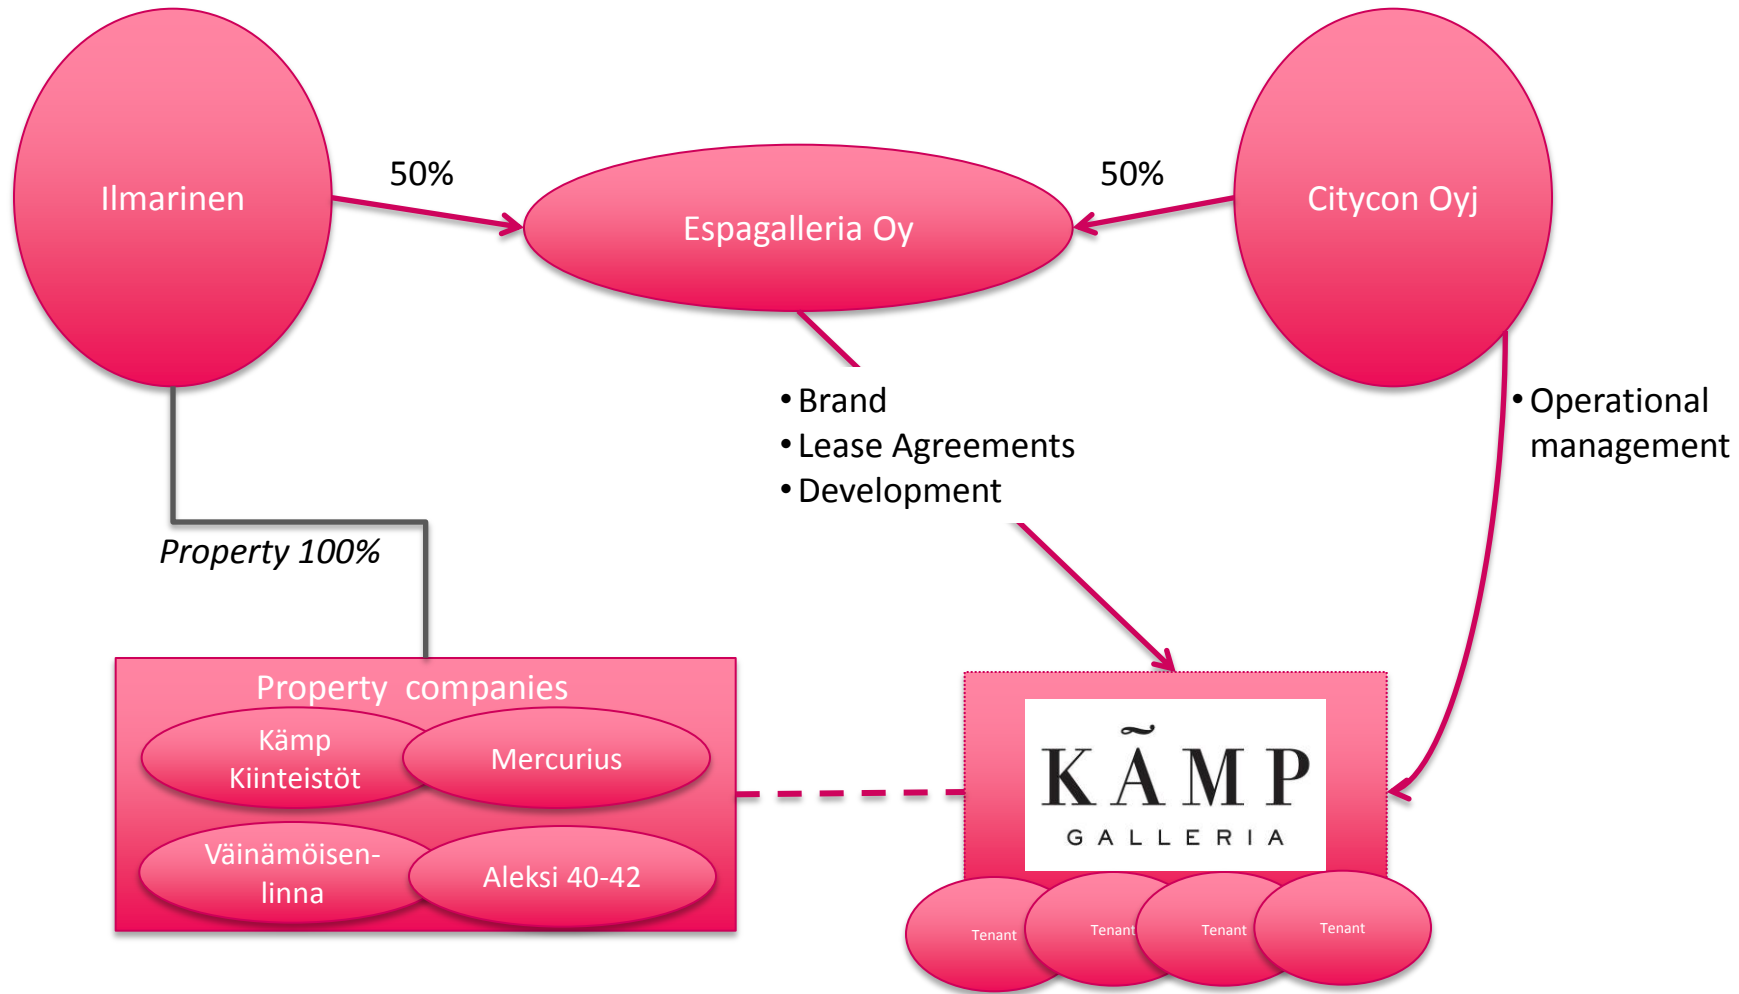 Ilmarinen
50%
Espagalleria Oy
50%
Citycon Oyj
• Brand
• Lease Agreements
• Development
• Operational
management
Property 100%
Property companies
Kämp
Kiinteistöt
Mercurius
Väinämöisen-
linna
Aleksi 40-42
KÄMP
GALLERIA
Tenant
Tenant
Tenant
Tenant